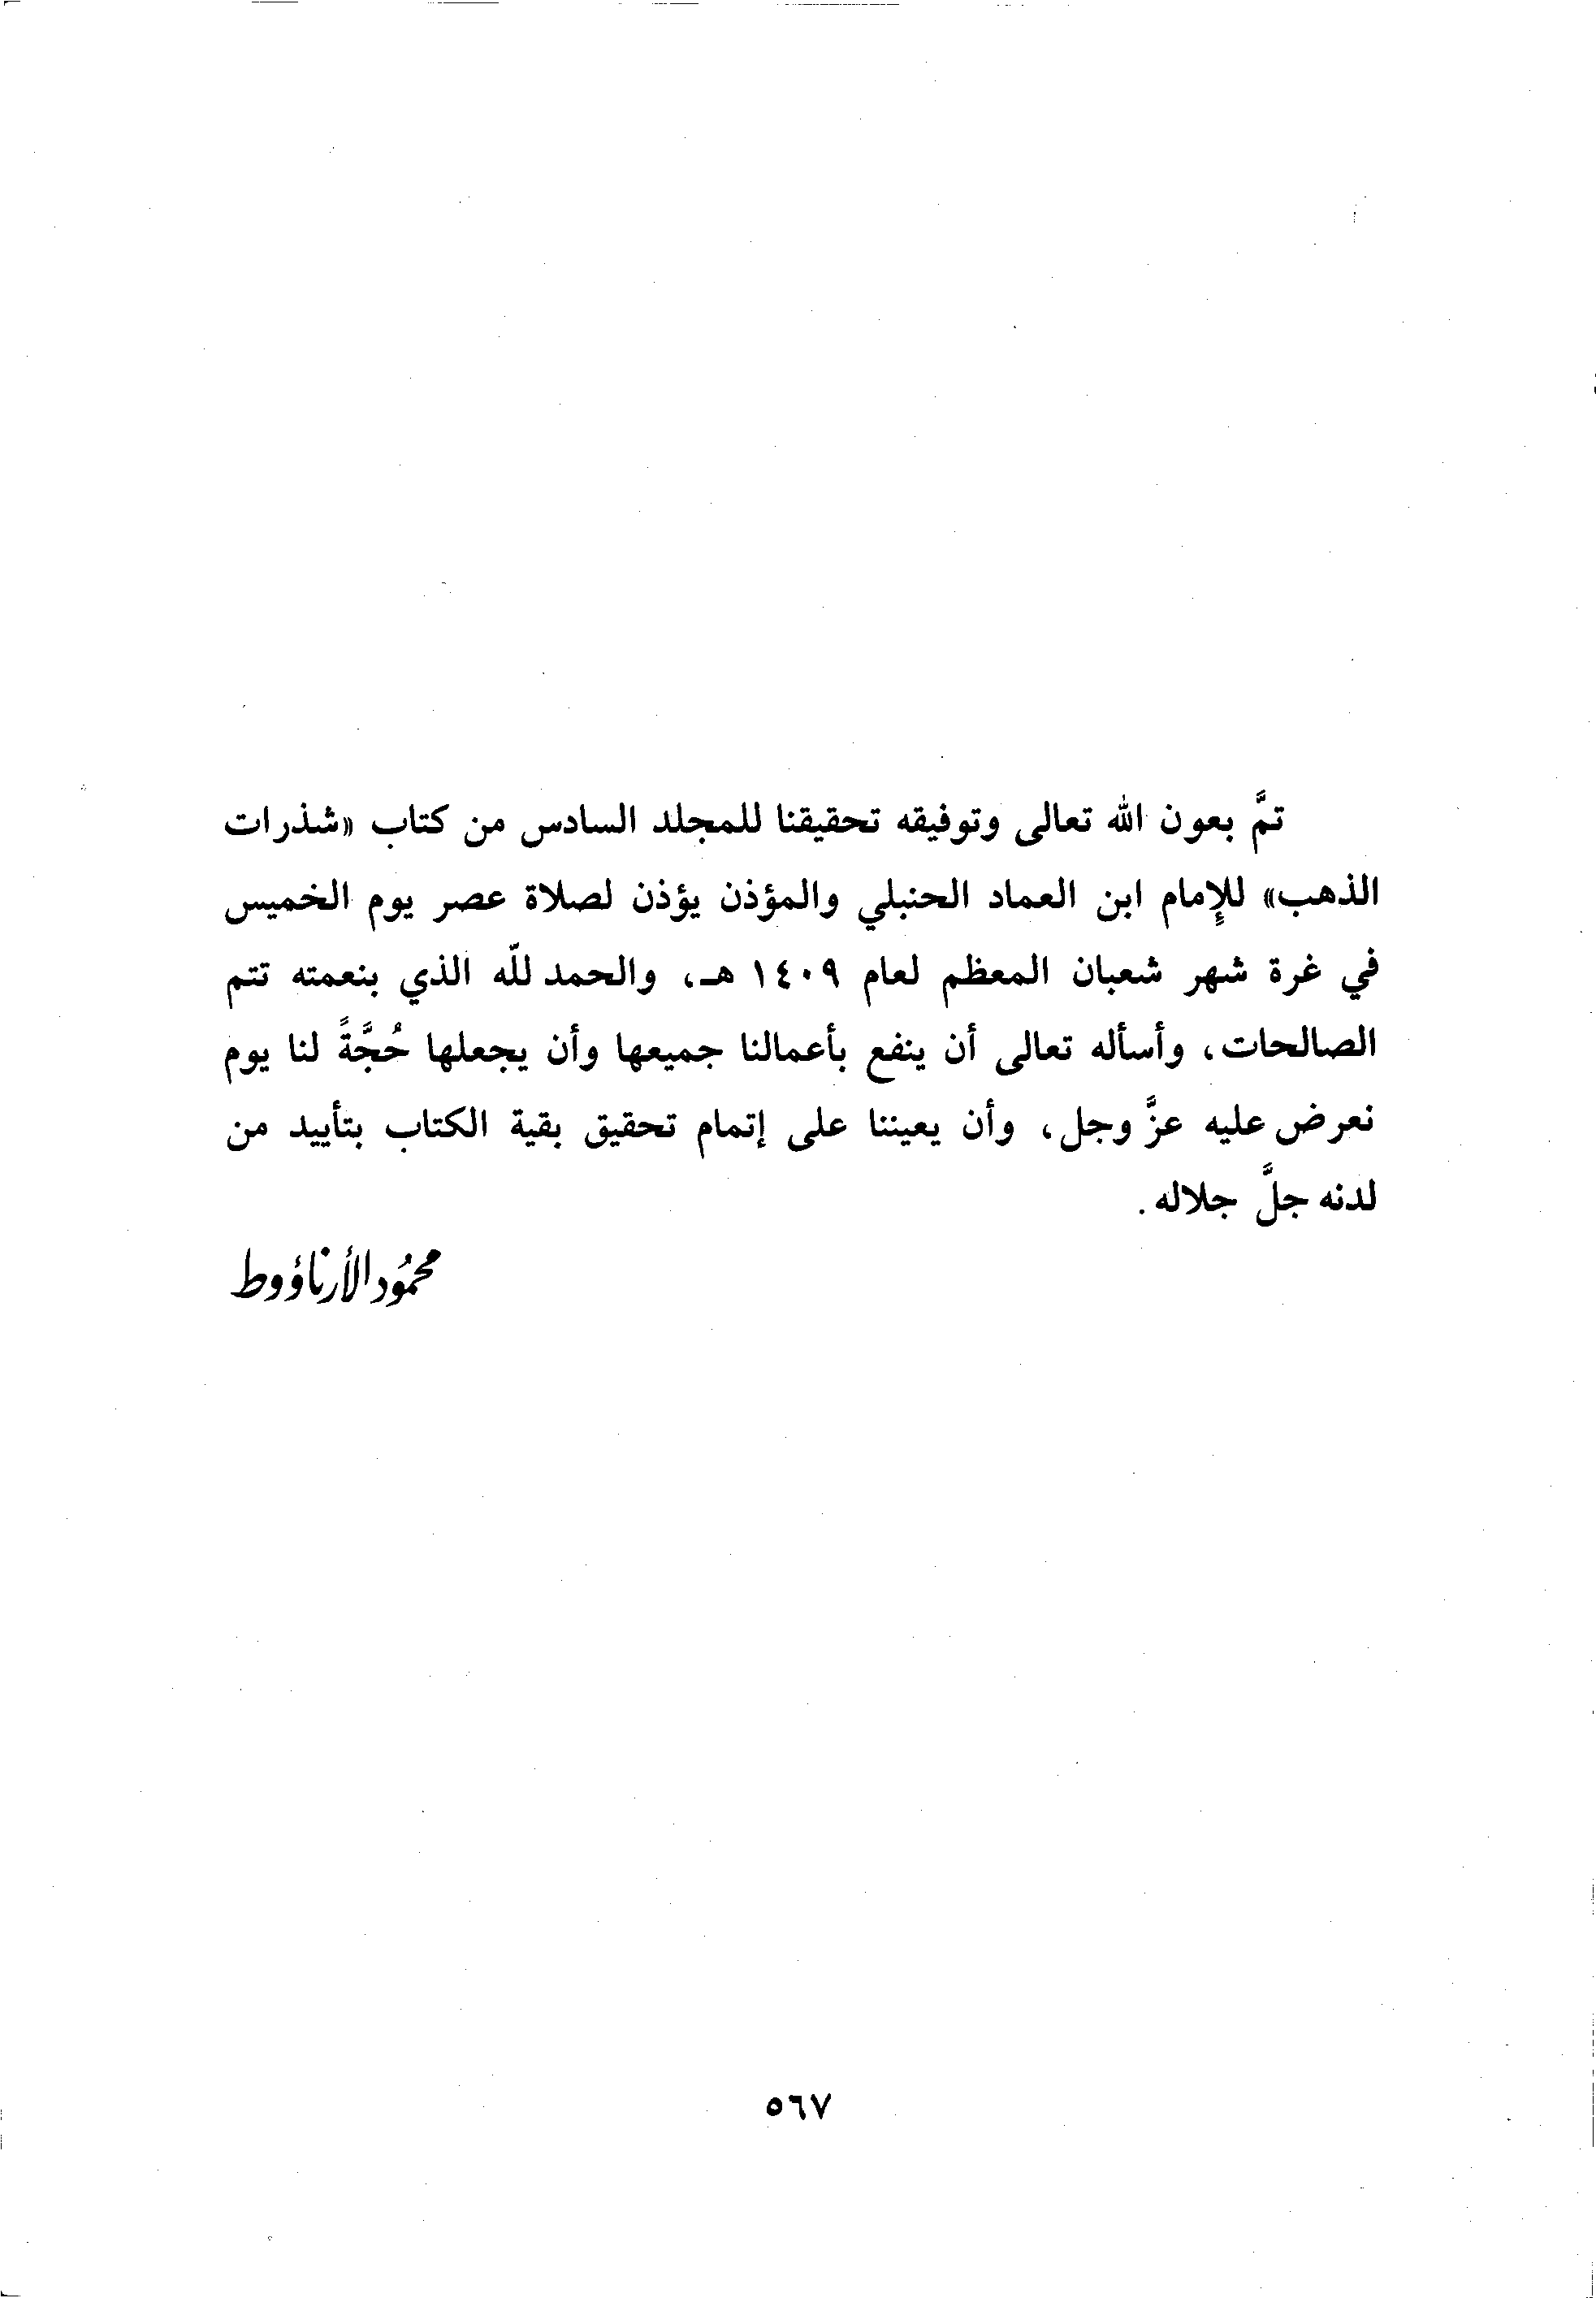 تمَّ بعون الله تعالى وتوفيقه تحقيقنا للمجلد السادس من كتاب «شذرات
الذهب» للإمام ابن العماد الحنبلي والمؤذن يؤذن لصلاة عصر يوم الخميس
في غرة شهر شعبان المعظم لعام ١٤٠٩ هـ، والحمد للّه الذي بنعمته تتم
الصالحات، وأسأله تعالى أن ينفع بأعمالنا جميعها وأن يجعلها حُجَّةً لنا يوم
نعرض عليه عزَّ وجل، وأن يعيننا على إتمام تحقيق بقية الكتاب بتأييد من
لدنه جلَّ جلاله.
محمُود الأرناؤوط
٥٦٧